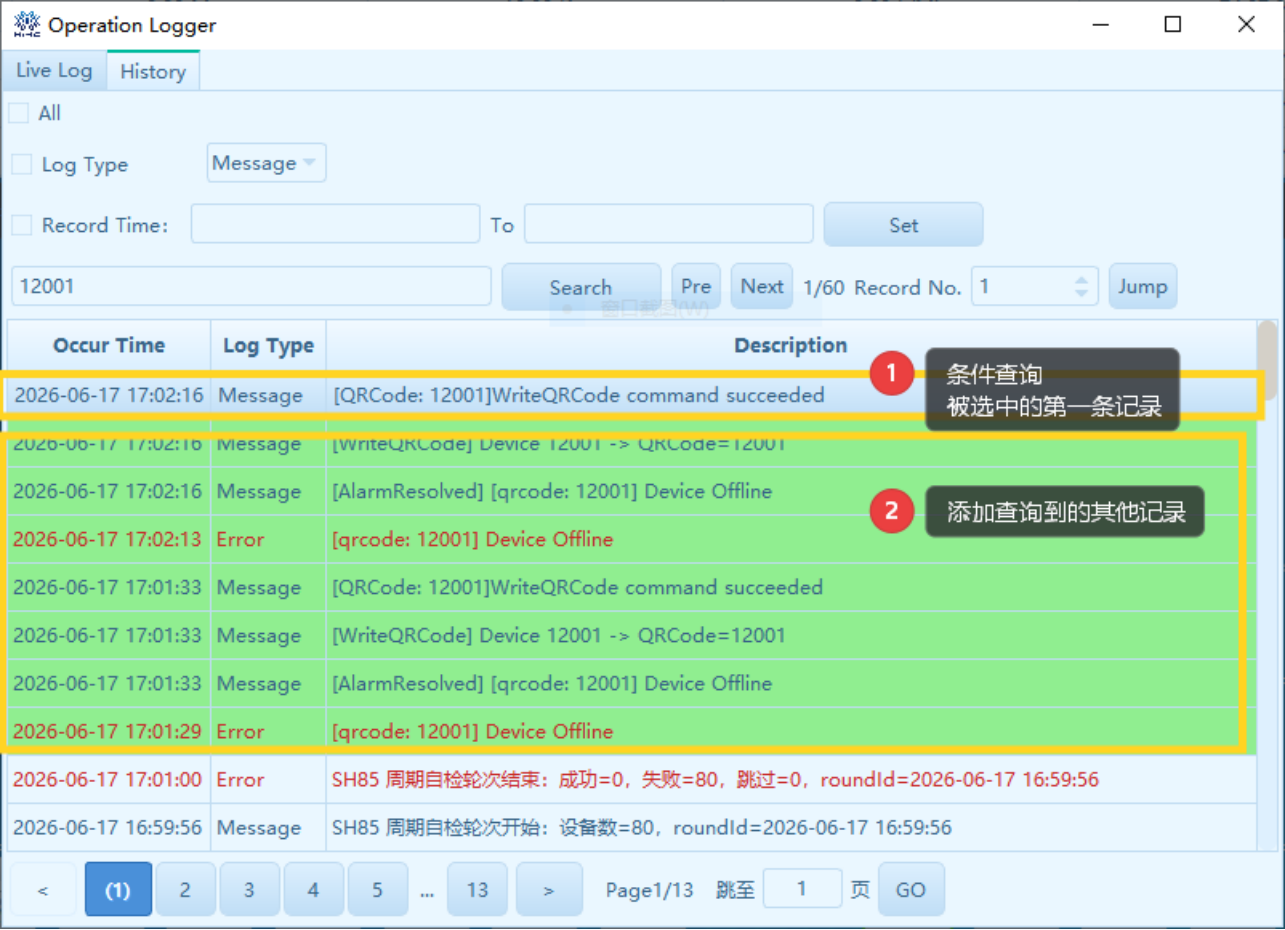 Operation Logger
Live Log History
All
Log Type Message
Record Time: To Set
12001 Search Pre Next 1/60 Record No. 1 Jump
窗口截图(W)
Occur Time Log Type Description
2026-06-17 17:02:16 Message [QRCode: 12001]WriteQRCode command succeeded
1 条件查询
被选中的第一条记录
2026-06-17 17:02:16 Message [WriteQRCode] Device 12001 -> QRCode=12001
2026-06-17 17:02:16 Message [AlarmResolved] [qrcode: 12001] Device Offline
2 添加查询到的其他记录
2026-06-17 17:02:13 Error [qrcode: 12001] Device Offline
2026-06-17 17:01:33 Message [QRCode: 12001]WriteQRCode command succeeded
2026-06-17 17:01:33 Message [WriteQRCode] Device 12001 -> QRCode=12001
2026-06-17 17:01:33 Message [AlarmResolved] [qrcode: 12001] Device Offline
2026-06-17 17:01:29 Error [qrcode: 12001] Device Offline
2026-06-17 17:01:00 Error SH85 周期自检轮次结束：成功=0，失败=80，跳过=0，roundId=2026-06-17 16:59:56
2026-06-17 16:59:56 Message SH85 周期自检轮次开始：设备数=80，roundId=2026-06-17 16:59:56
< (1) 2 3 4 5 ... 13 > Page1/13 跳至 1 页 GO